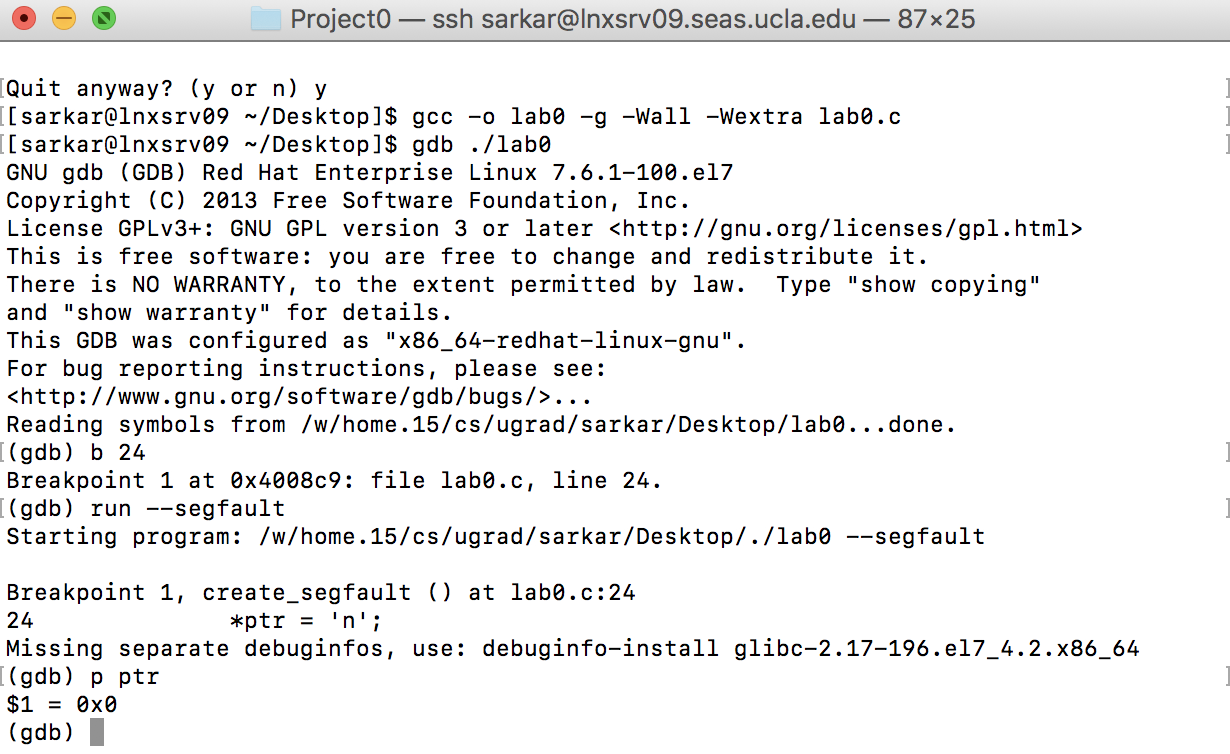 Project0 — ssh sarkar@lnxsrv09.seas.ucla.edu — 87×25
Quit anyway? (y or n) y
[sarkar@lnxsrv09 ~/Desktop]$ gcc -o lab0 -g -Wall -Wextra lab0.c
[sarkar@lnxsrv09 ~/Desktop]$ gdb ./lab0
GNU gdb (GDB) Red Hat Enterprise Linux 7.6.1-100.el7
Copyright (C) 2013 Free Software Foundation, Inc.
License GPLv3+: GNU GPL version 3 or later <http://gnu.org/licenses/gpl.html>
This is free software: you are free to change and redistribute it.
There is NO WARRANTY, to the extent permitted by law.  Type "show copying"
and "show warranty" for details.
This GDB was configured as "x86_64-redhat-linux-gnu".
For bug reporting instructions, please see:
<http://www.gnu.org/software/gdb/bugs/>...
Reading symbols from /w/home.15/cs/ugrad/sarkar/Desktop/lab0...done.
(gdb) b 24
Breakpoint 1 at 0x4008c9: file lab0.c, line 24.
(gdb) run --segfault
Starting program: /w/home.15/cs/ugrad/sarkar/Desktop/./lab0 --segfault
Breakpoint 1, create_segfault () at lab0.c:24
24              *ptr = 'n';
Missing separate debuginfos, use: debuginfo-install glibc-2.17-196.el7_4.2.x86_64
(gdb) p ptr
$1 = 0x0
(gdb)